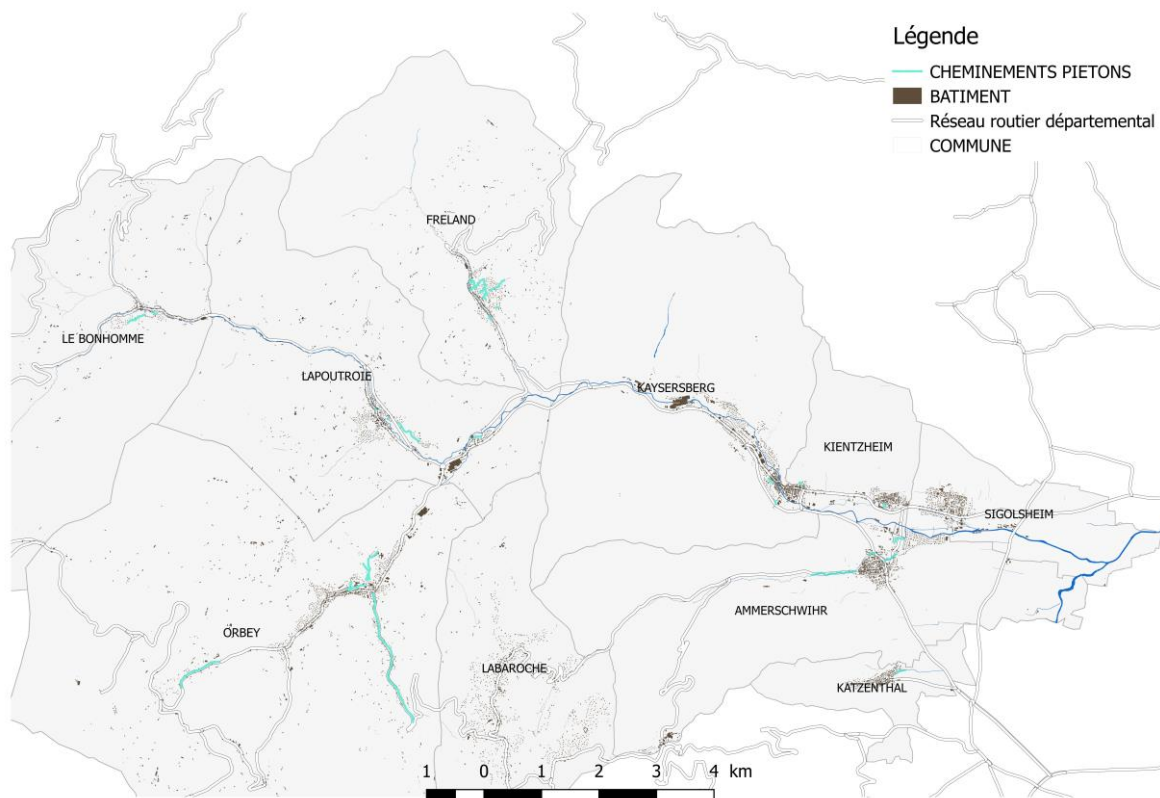 Légende
CHEMINEMENTS PIETONS
BATIMENT
Réseau routier départemental
COMMUNE
FRELAND
LE BONHOMME
LAPOUTROIE
KAYSERSBERG
KIENTZHEIM
SIGOLSHEIM
AMMERSCHWIHR
ORBEY
LABAROCHE
KATZENTHAL
1 0 1 2 3 4 km